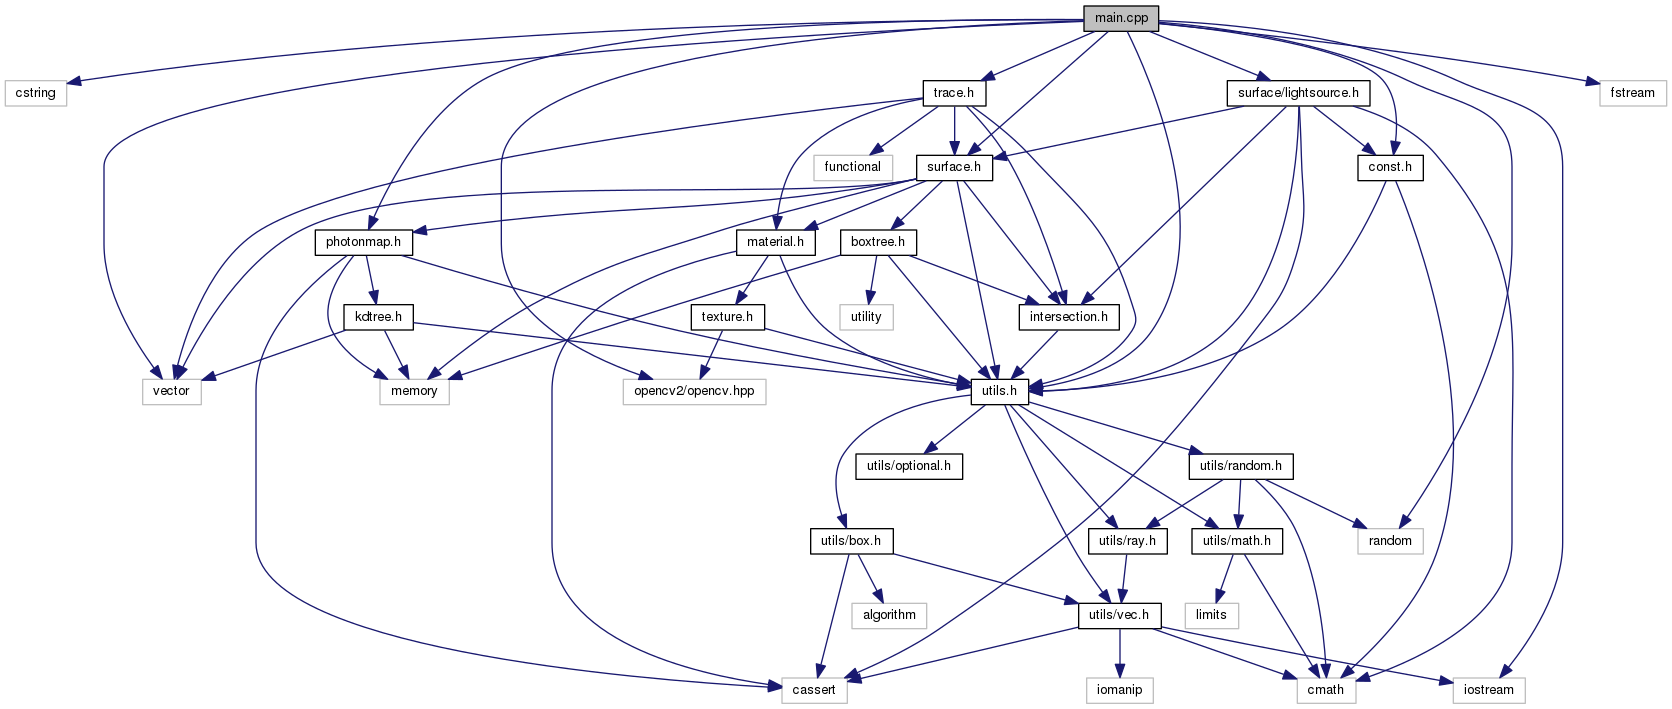 main.cpp
cstring
trace.h
surface/lightsource.h
fstream
functional
surface.h
const.h
photonmap.h
material.h
boxtree.h
kdtree.h
texture.h
utility
intersection.h
vector
memory
opencv2/opencv.hpp
utils.h
utils/optional.h
utils/random.h
utils/box.h
utils/ray.h
utils/math.h
random
algorithm
utils/vec.h
limits
cassert
iomanip
cmath
iostream